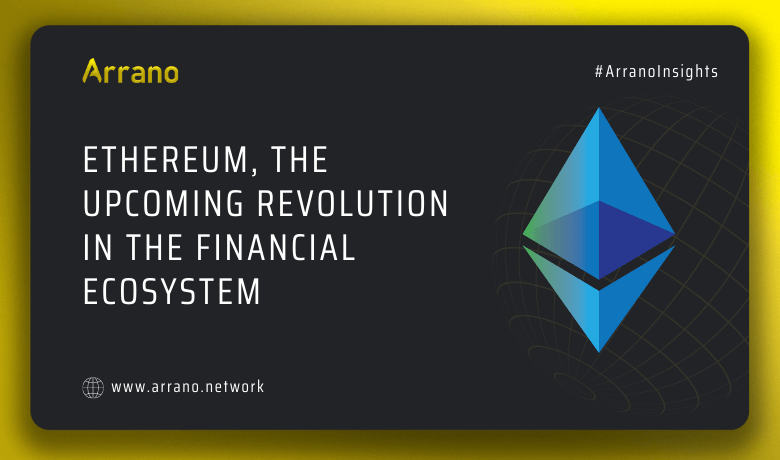 Arrano
#ArranoInsights
ETHEREUM, THE
UPCOMING REVOLUTION
IN THE FINANCIAL
ECOSYSTEM
www.arrano.network